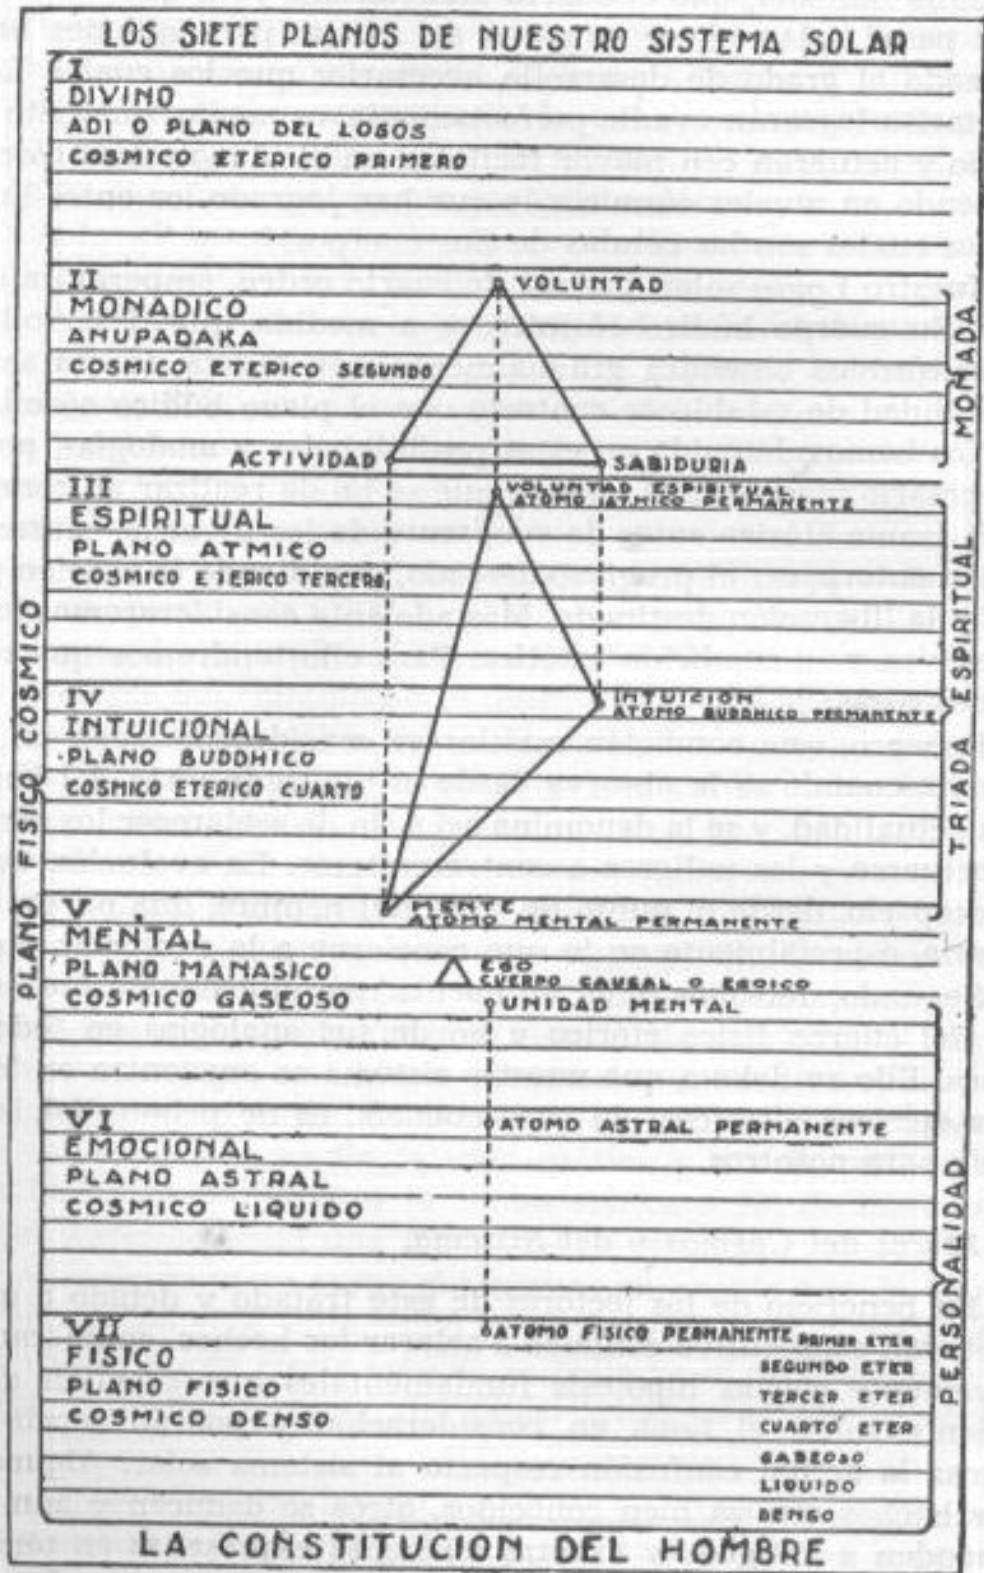 LOS SIETE PLANOS DE NUESTRO SISTEMA SOLAR
I
DIVINO
ADI O PLANO DEL LOGOS
COSMICO ETERICO PRIMERO
II
VOLUNTAD
MONADICO
ANUPADAKA
COSMICO ETERICO SEGUNDO
ACTIVIDAD
SABIDURIA
MONADA
III
VOLUNTAD ESPIRITUAL
ATOMO ATMICO PERMANENTE
ESPIRITUAL
PLANO ATMICO
COSMICO ETERICO TERCERO
IV
INTUICION
ATOMO BUDDHICO PERMANENTE
INTUICIONAL
PLANO BUDDHICO
COSMICO ETERICO CUARTO
TRIADA ESPIRITUAL
PLANO FISICO COSMICO
V
MENTE
ATOMO MENTAL PERMANENTE
MENTAL
PLANO MANASICO
EGO
CUERPO CAUSAL O EGOICO
COSMICO GASEOSO
UNIDAD MENTAL
VI
ATOMO ASTRAL PERMANENTE
EMOCIONAL
PLANO ASTRAL
COSMICO LIQUIDO
PERSONALIDAD
VII
ATOMO FISICO PERMANENTE PRIMER ETER
FISICO
SEGUNDO ETER
PLANO FISICO
TERCER ETER
COSMICO DENSO
CUARTO ETER
GASEOSO
LIQUIDO
DENSO
LA CONSTITUCION DEL HOMBRE